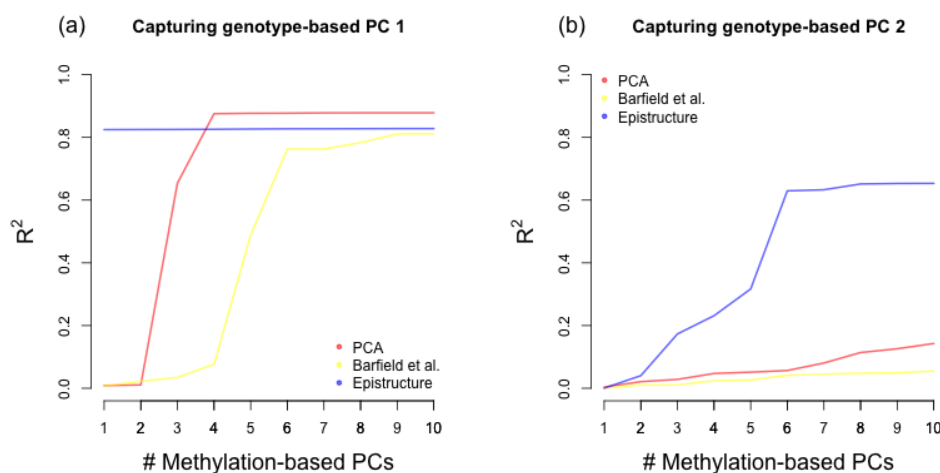 (a)
Capturing genotype-based PC 1
R2
1.0
0.8
0.6
0.4
0.2
0.0
PCA
Barfield et al.
Epistructure
1 2 3 4 5 6 7 8 9 10
# Methylation-based PCs
(b)
Capturing genotype-based PC 2
R2
1.0
0.8
0.6
0.4
0.2
0.0
PCA
Barfield et al.
Epistructure
1 2 3 4 5 6 7 8 9 10
# Methylation-based PCs